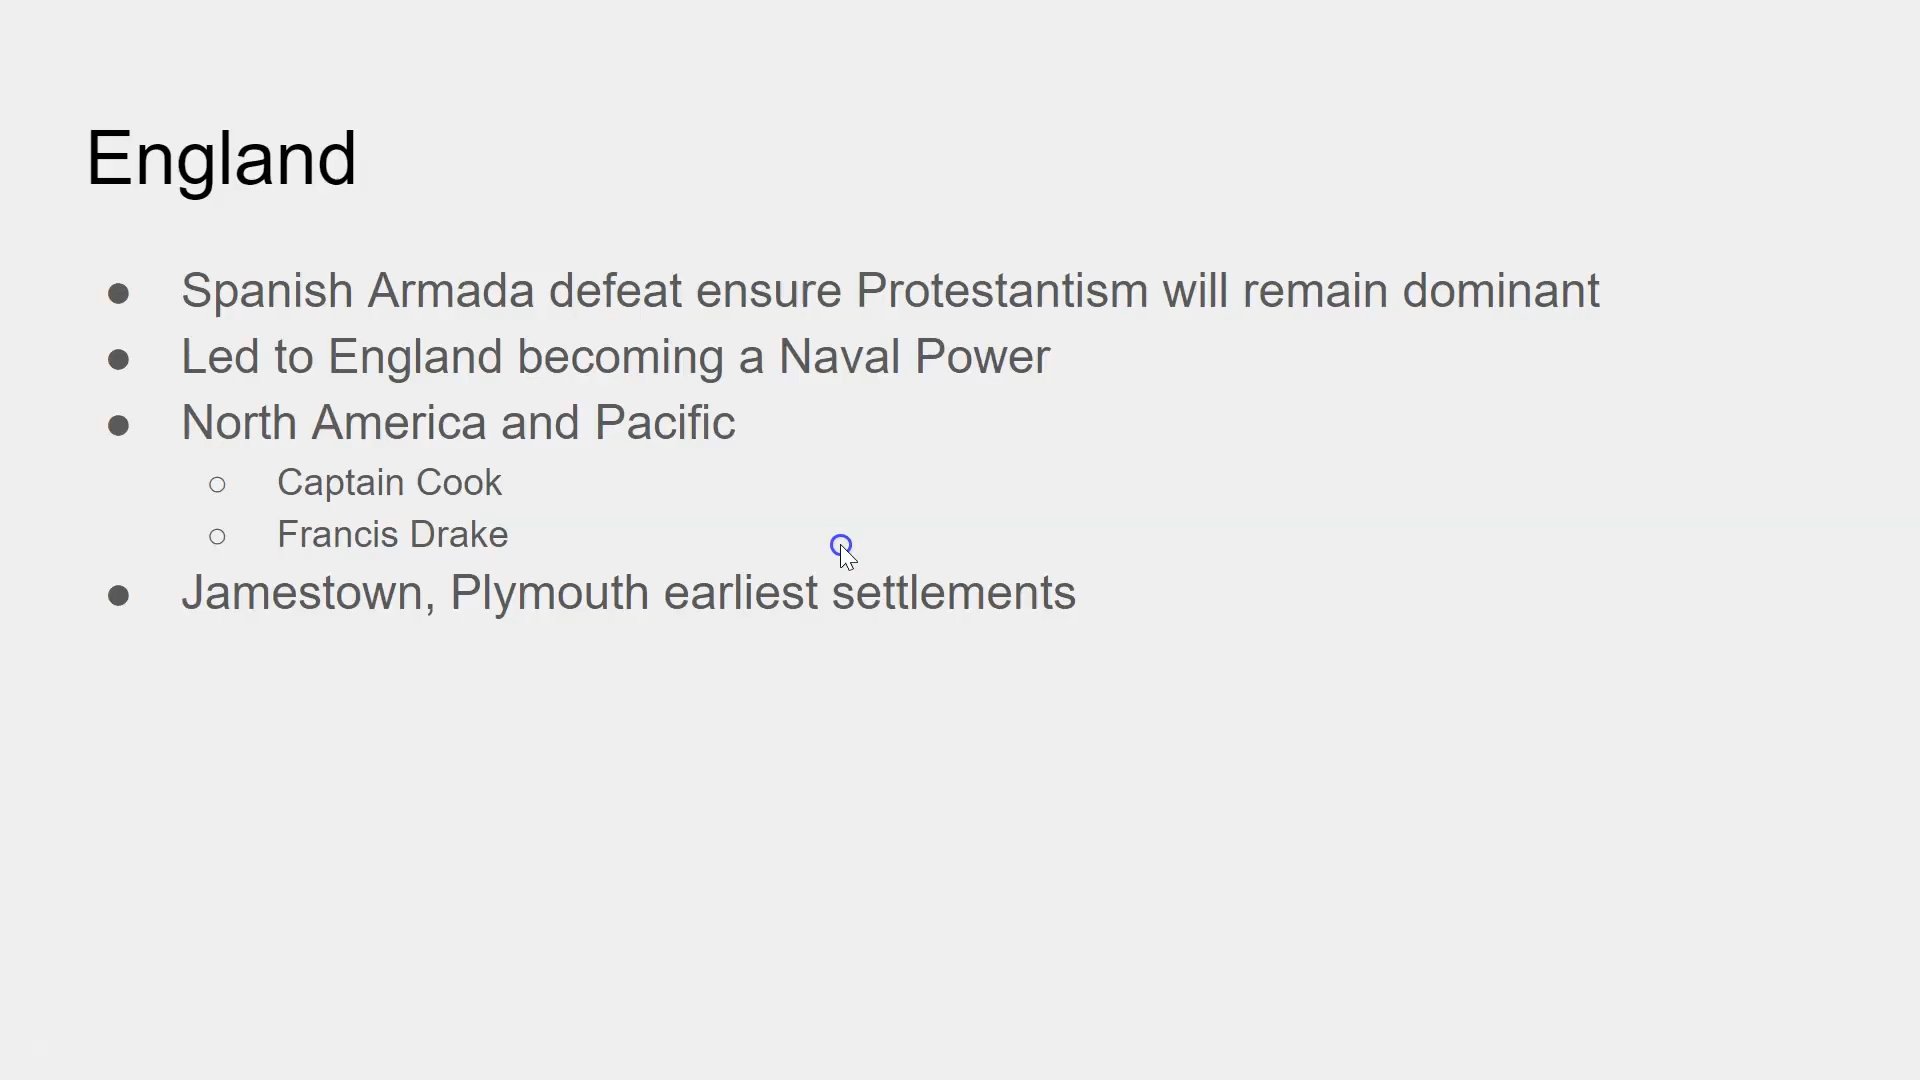 England
● Spanish Armada defeat ensure Protestantism will remain dominant
● Led to England becoming a Naval Power
● North America and Pacific
○ Captain Cook
○ Francis Drake
● Jamestown, Plymouth earliest settlements